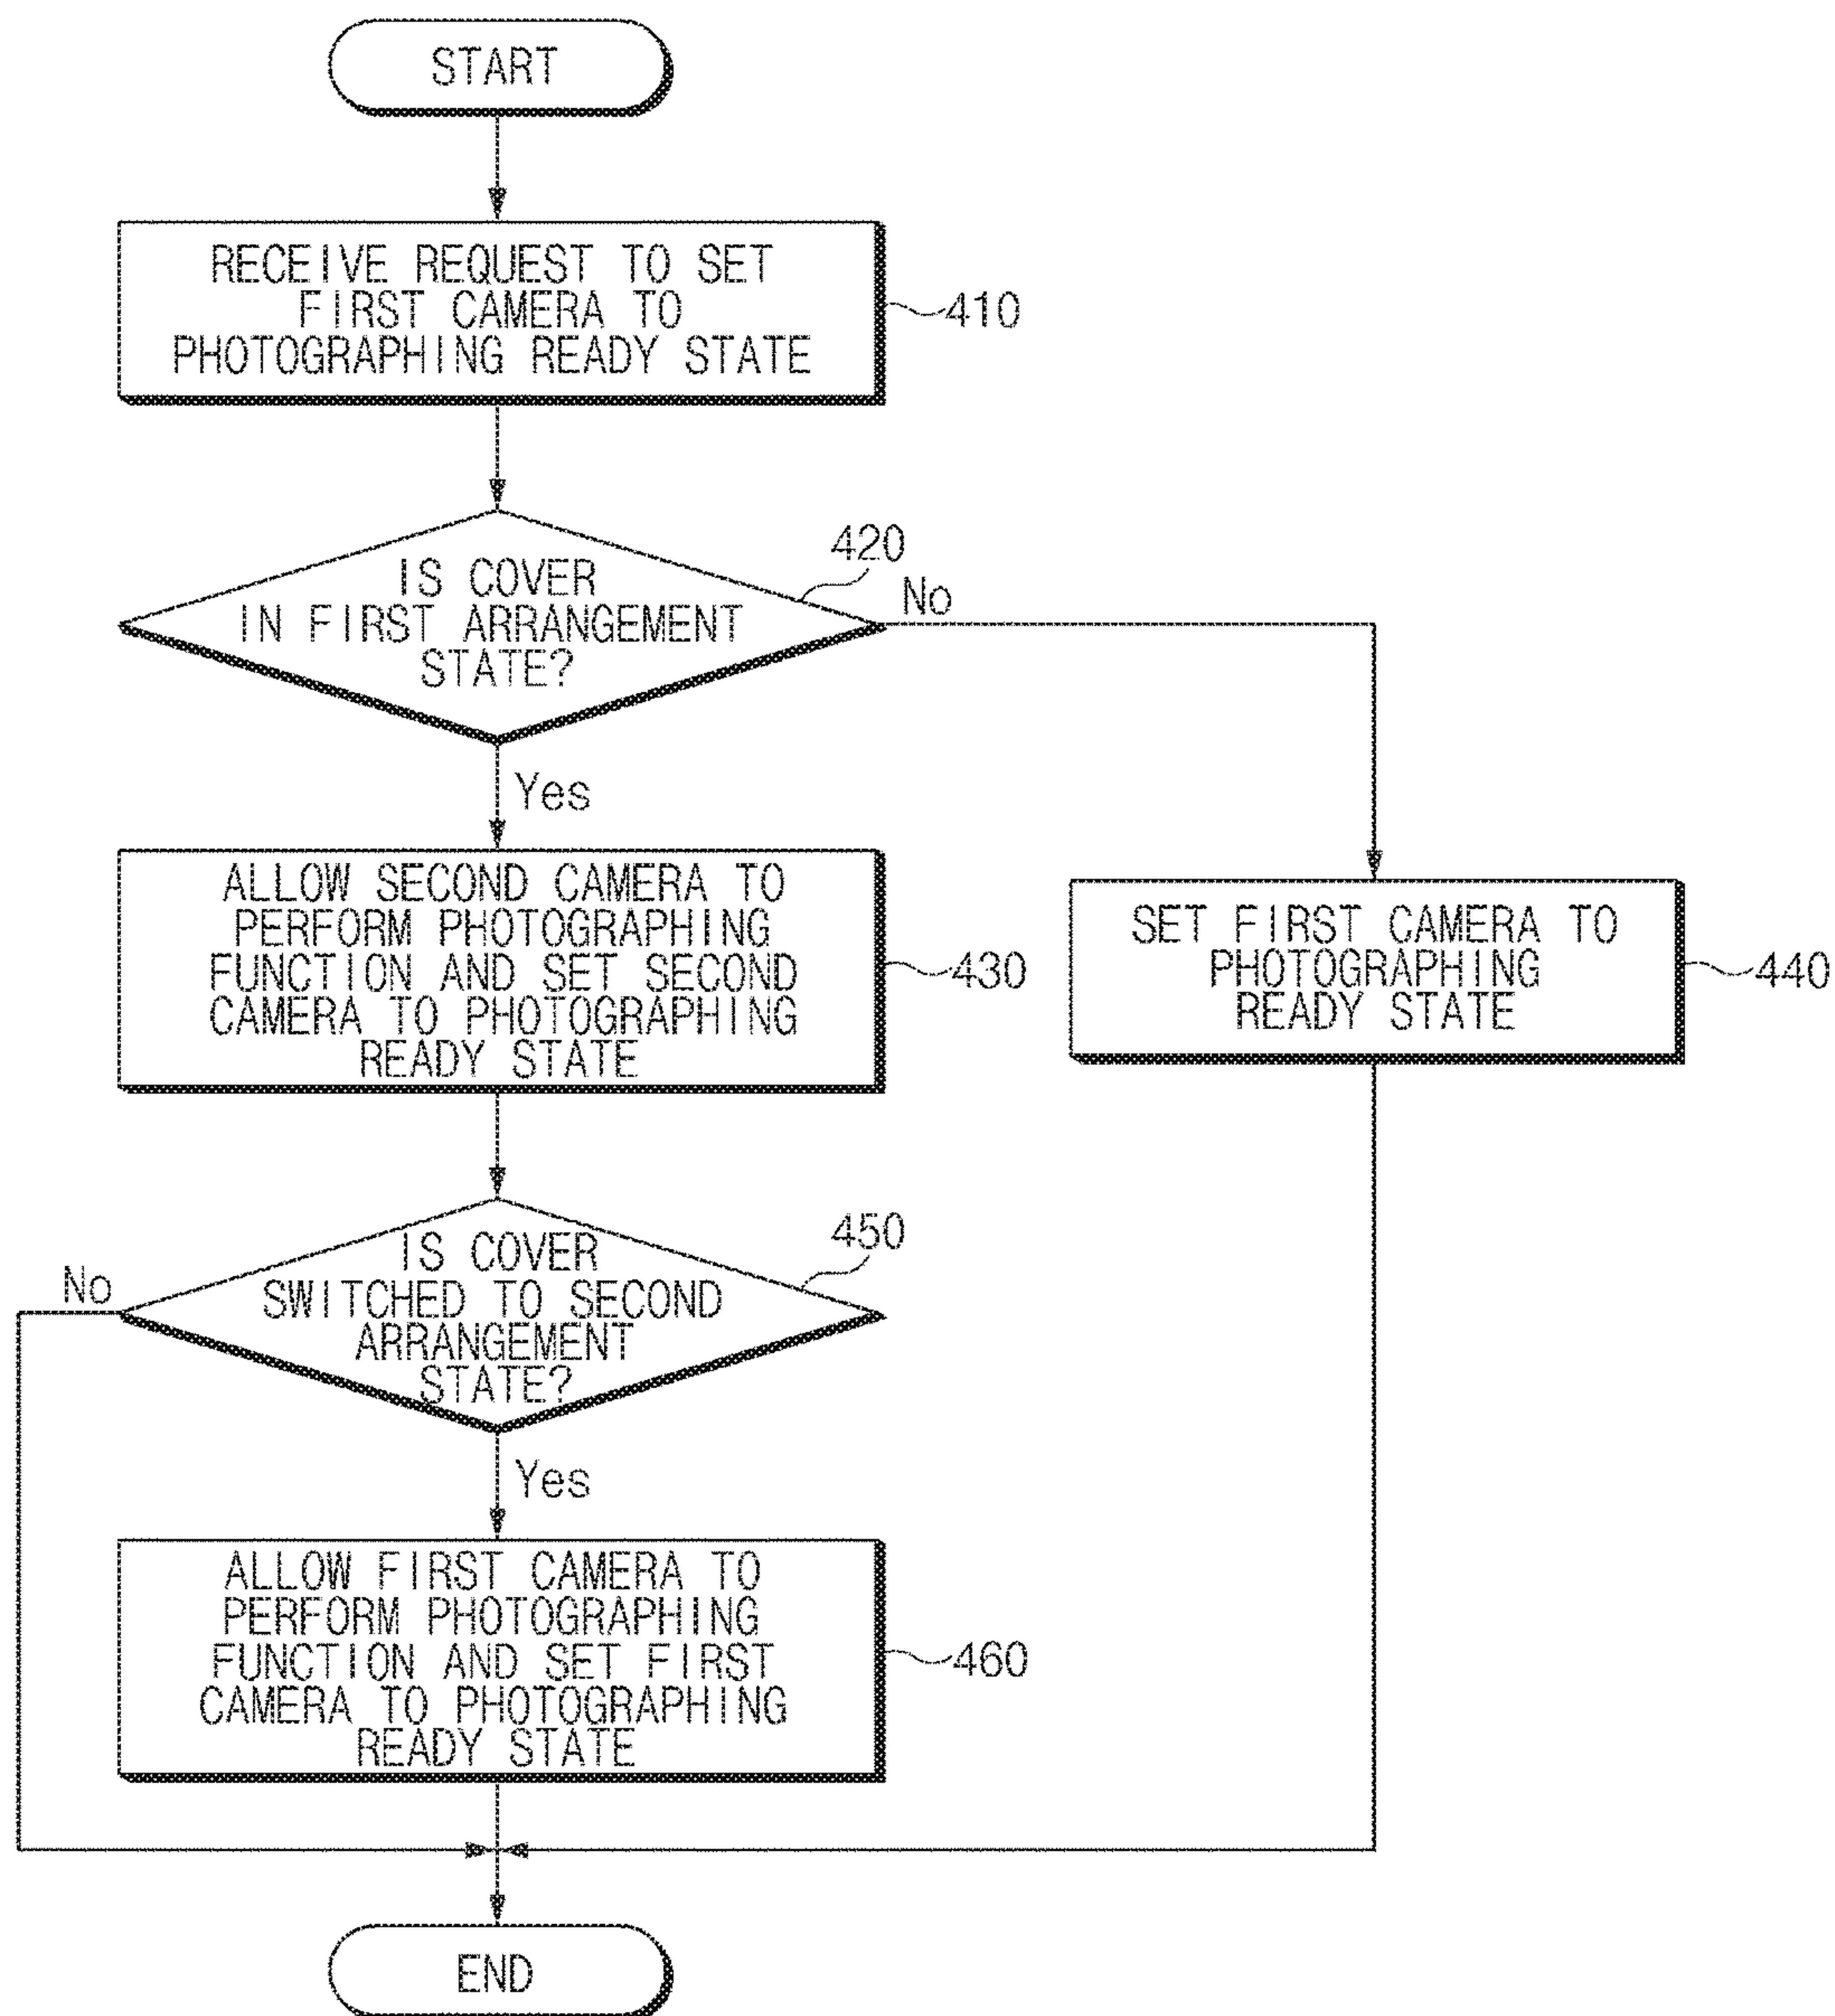 START
RECEIVE REQUEST TO SET
FIRST CAMERA TO
PHOTOGRAPHING READY STATE
410
IS COVER
IN FIRST ARRANGEMENT
STATE?
420
No
Yes
ALLOW SECOND CAMERA TO
PERFORM PHOTOGRAPHING
FUNCTION AND SET SECOND
CAMERA TO PHOTOGRAPHING
READY STATE
430
SET FIRST CAMERA TO
PHOTOGRAPHING
READY STATE
440
IS COVER
SWITCHED TO SECOND
ARRANGEMENT
STATE?
450
No
Yes
ALLOW FIRST CAMERA TO
PERFORM PHOTOGRAPHING
FUNCTION AND SET FIRST
CAMERA TO PHOTOGRAPHING
READY STATE
460
END